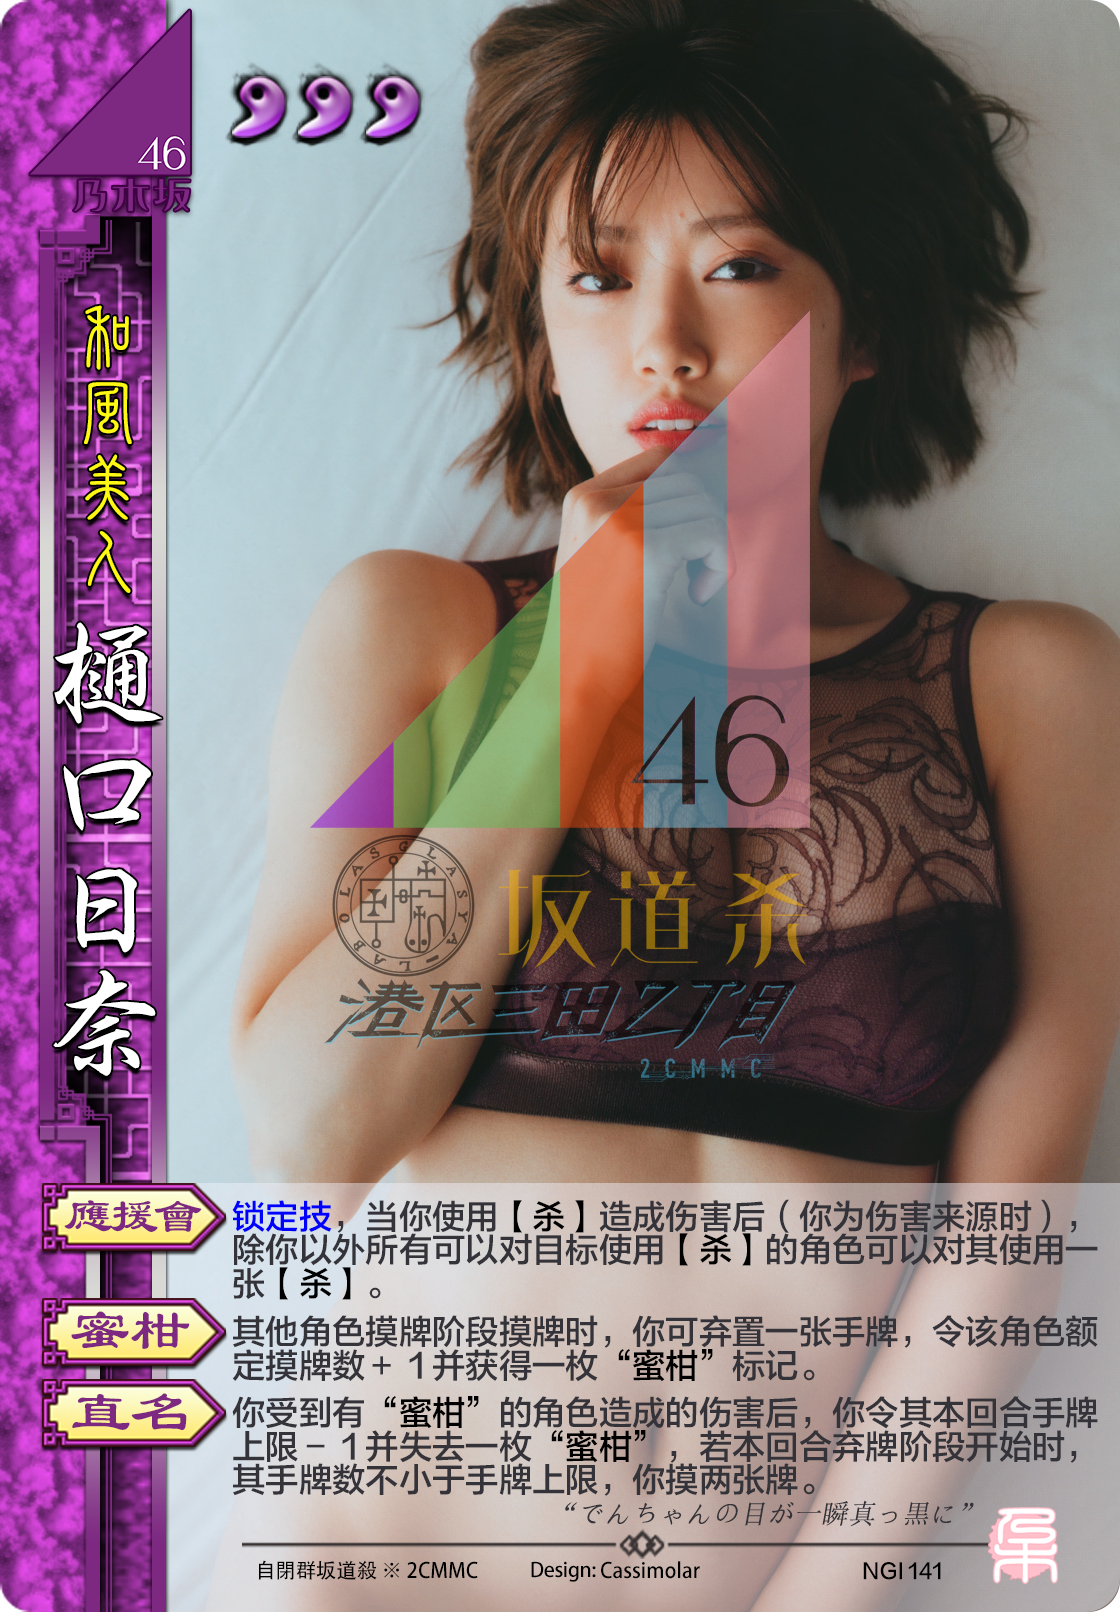 46
乃木坂
和風美人
樋口日奈
46
GLASYA-LABOLAS
坂道杀
港区三田2丁目
2CMMC
應援會
锁定技，当你使用【杀】造成伤害后（你为伤害来源时），
除你以外所有可以对目标使用【杀】的角色可以对其使用一
张【杀】。
蜜柑
其他角色摸牌阶段摸牌时，你可弃置一张手牌，令该角色额
定摸牌数＋１并获得一枚“蜜柑”标记。
真名
你受到有“蜜柑”的角色造成的伤害后，你令其本回合手牌
上限－１并失去一枚“蜜柑”，若本回合弃牌阶段开始时，
其手牌数不小于手牌上限，你摸两张牌。
“でんちゃんの目が一瞬真っ黒に”
自閉群坂道殺 ※ 2CMMC
Design: Cassimolar
NGI 141